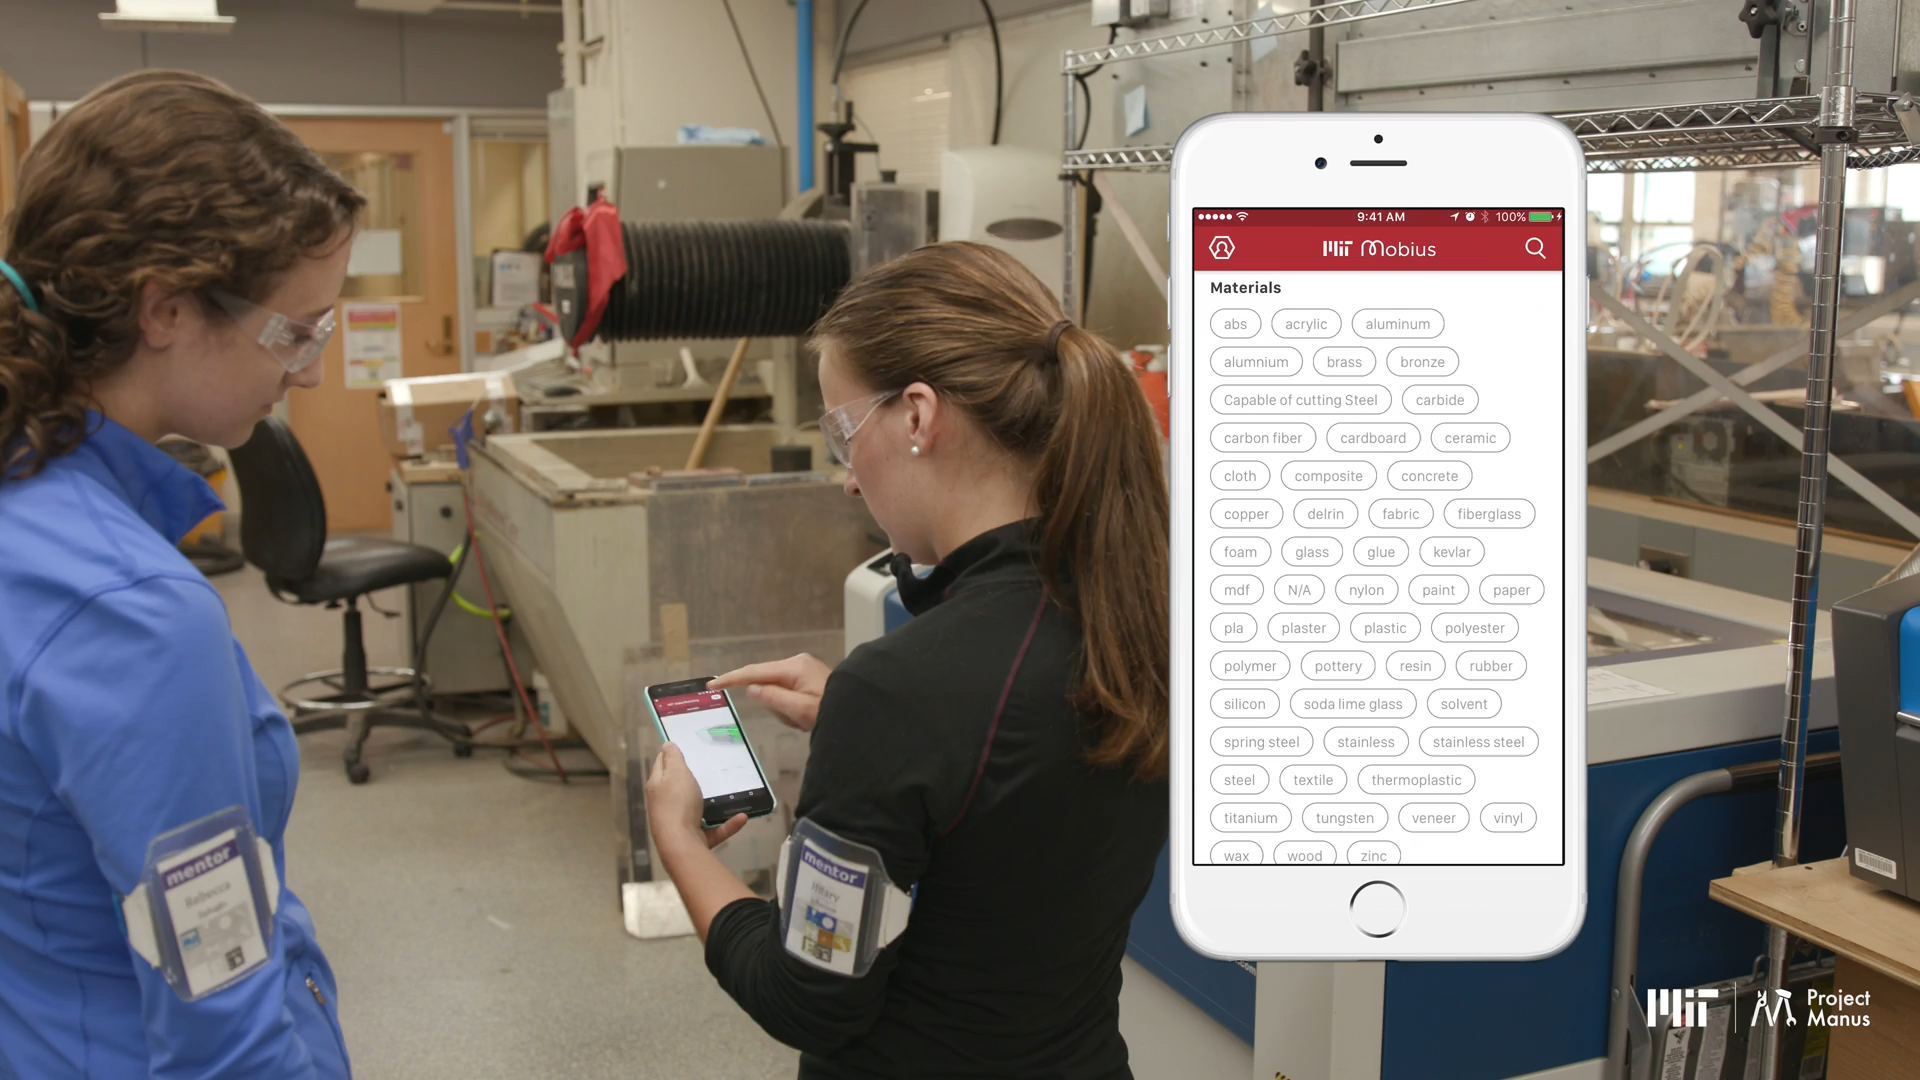 9:41 AM 100%
MIT Mobius
Materials
abs acrylic aluminum
alumnium brass bronze
Capable of cutting Steel carbide
carbon fiber cardboard ceramic
cloth composite concrete
copper delrin fabric fiberglass
foam glass glue kevlar
mdf N/A nylon paint paper
pla plaster plastic polyester
polymer pottery resin rubber
silicon soda lime glass solvent
spring steel stainless stainless steel
steel textile thermoplastic
titanium tungsten veneer vinyl
wax wood zinc
mentor
Rebecca
mentor
Hilary
MIT Project
Manus